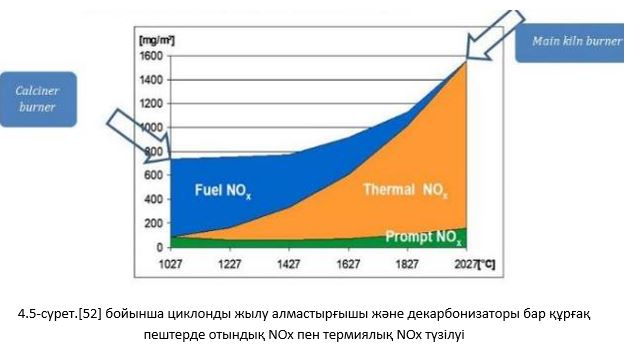 [mg/m³]
Main kiln burner
1600
1400
Calciner
burner
1200
1000
800
600
Fuel NOx
Thermal NOx
400
200
Prompt NOx
0
1027 1227 1427 1627 1827 2027[°C]
4.5-сурет.[52] бойынша циклонды жылу алмастырғышы және декарбонизаторы бар құрғақ
пештерде отындық NOx пен термиялық NOx түзілуі